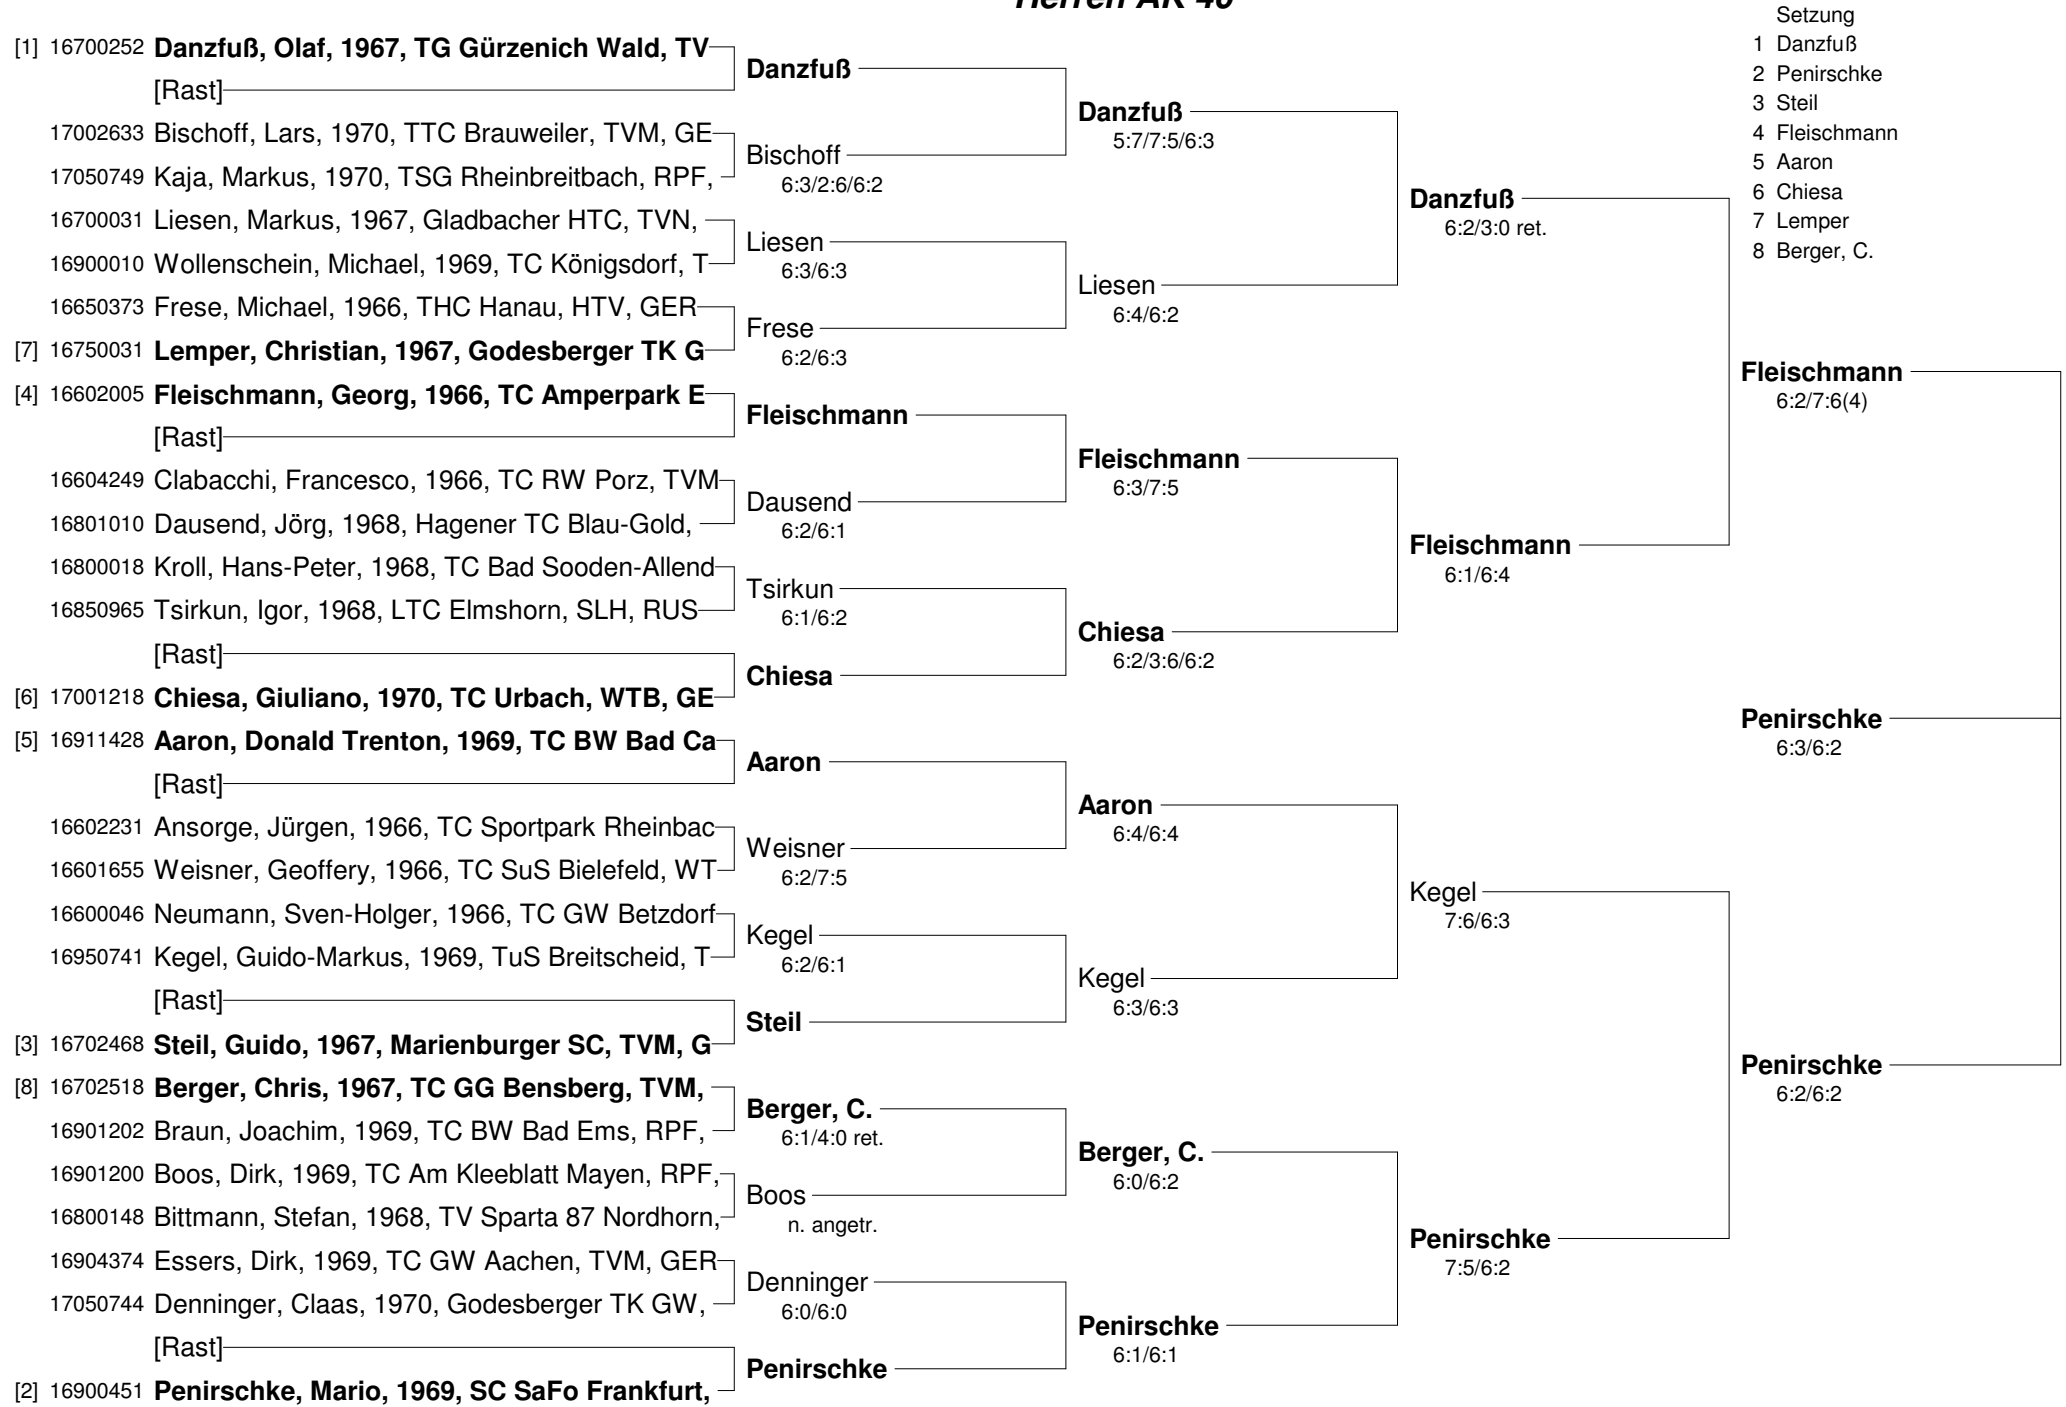 Herren AK 40
Setzung
1 Danzfuß
2 Penirschke
3 Steil
4 Fleischmann
5 Aaron
6 Chiesa
7 Lemper
8 Berger, C.
[1] 16700252 Danzfuß, Olaf, 1967, TG Gürzenich Wald, TV
[Rast]
17002633 Bischoff, Lars, 1970, TTC Brauweiler, TVM, GE
17050749 Kaja, Markus, 1970, TSG Rheinbreitbach, RPF,
16700031 Liesen, Markus, 1967, Gladbacher HTC, TVN,
16900010 Wollenschein, Michael, 1969, TC Königsdorf, T
16650373 Frese, Michael, 1966, THC Hanau, HTV, GER
[7] 16750031 Lemper, Christian, 1967, Godesberger TK G
[4] 16602005 Fleischmann, Georg, 1966, TC Amperpark E
[Rast]
16604249 Clabacchi, Francesco, 1966, TC RW Porz, TVM
16801010 Dausend, Jörg, 1968, Hagener TC Blau-Gold,
16800018 Kroll, Hans-Peter, 1968, TC Bad Sooden-Allend
16850965 Tsirkun, Igor, 1968, LTC Elmshorn, SLH, RUS
[Rast]
[6] 17001218 Chiesa, Giuliano, 1970, TC Urbach, WTB, GE
[5] 16911428 Aaron, Donald Trenton, 1969, TC BW Bad Ca
[Rast]
16602231 Ansorge, Jürgen, 1966, TC Sportpark Rheinbac
16601655 Weisner, Geoffery, 1966, TC SuS Bielefeld, WT
16600046 Neumann, Sven-Holger, 1966, TC GW Betzdorf
16950741 Kegel, Guido-Markus, 1969, TuS Breitscheid, T
[Rast]
[3] 16702468 Steil, Guido, 1967, Marienburger SC, TVM, G
[8] 16702518 Berger, Chris, 1967, TC GG Bensberg, TVM,
16901202 Braun, Joachim, 1969, TC BW Bad Ems, RPF,
16901200 Boos, Dirk, 1969, TC Am Kleeblatt Mayen, RPF,
16800148 Bittmann, Stefan, 1968, TV Sparta 87 Nordhorn,
16904374 Essers, Dirk, 1969, TC GW Aachen, TVM, GER
17050744 Denninger, Claas, 1970, Godesberger TK GW,
[Rast]
[2] 16900451 Penirschke, Mario, 1969, SC SaFo Frankfurt,
Danzfuß
Bischoff
6:3/2:6/6:2
Liesen
6:3/6:3
Frese
6:2/6:3
Fleischmann
Dausend
6:2/6:1
Tsirkun
6:1/6:2
Chiesa
Aaron
Weisner
6:2/7:5
Kegel
6:2/6:1
Steil
Berger, C.
6:1/4:0 ret.
Boos
n. angetr.
Denninger
6:0/6:0
Penirschke
Danzfuß
5:7/7:5/6:3
Liesen
6:4/6:2
Fleischmann
6:3/7:5
Chiesa
6:2/3:6/6:2
Aaron
6:4/6:4
Kegel
6:3/6:3
Berger, C.
6:0/6:2
Penirschke
6:1/6:1
Danzfuß
6:2/3:0 ret.
Fleischmann
6:1/6:4
Kegel
7:6/6:3
Penirschke
7:5/6:2
Fleischmann
6:2/7:6(4)
Penirschke
6:3/6:2
Penirschke
6:2/6:2